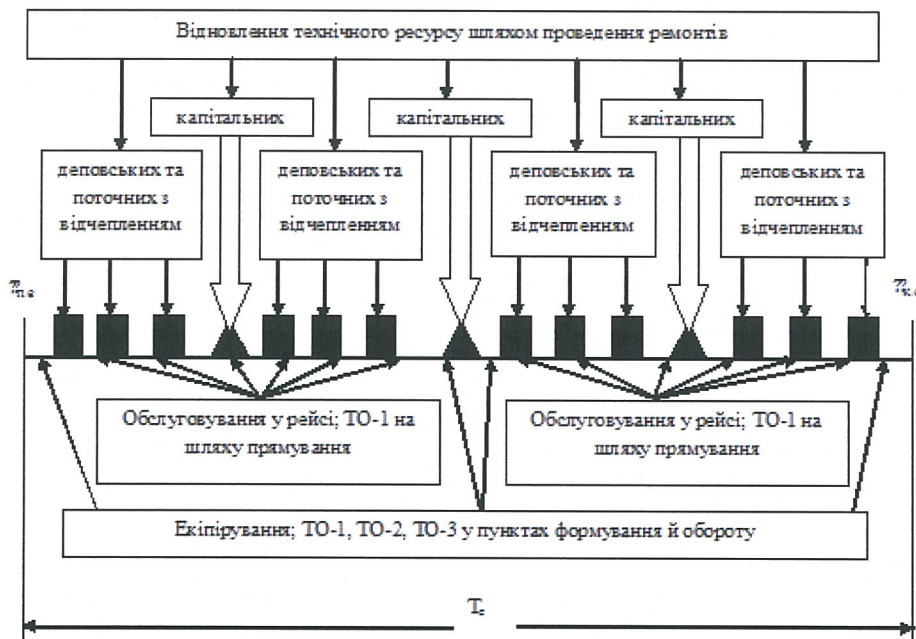 Відновлення технічного ресурсу шляхом проведення ремонтів
капітальних
капітальних
капітальних
деповських та
поточних з
відчепленням
деповських та
поточних з
відчепленням
деповських та
поточних з
відчепленням
деповських та
поточних з
відчепленням
Обслуговування у рейсі; ТО-1 на
шляху прямування
Обслуговування у рейсі; ТО-1 на
шляху прямування
Екіпірування; ТО-1, ТО-2, ТО-3 у пунктах формування й обороту